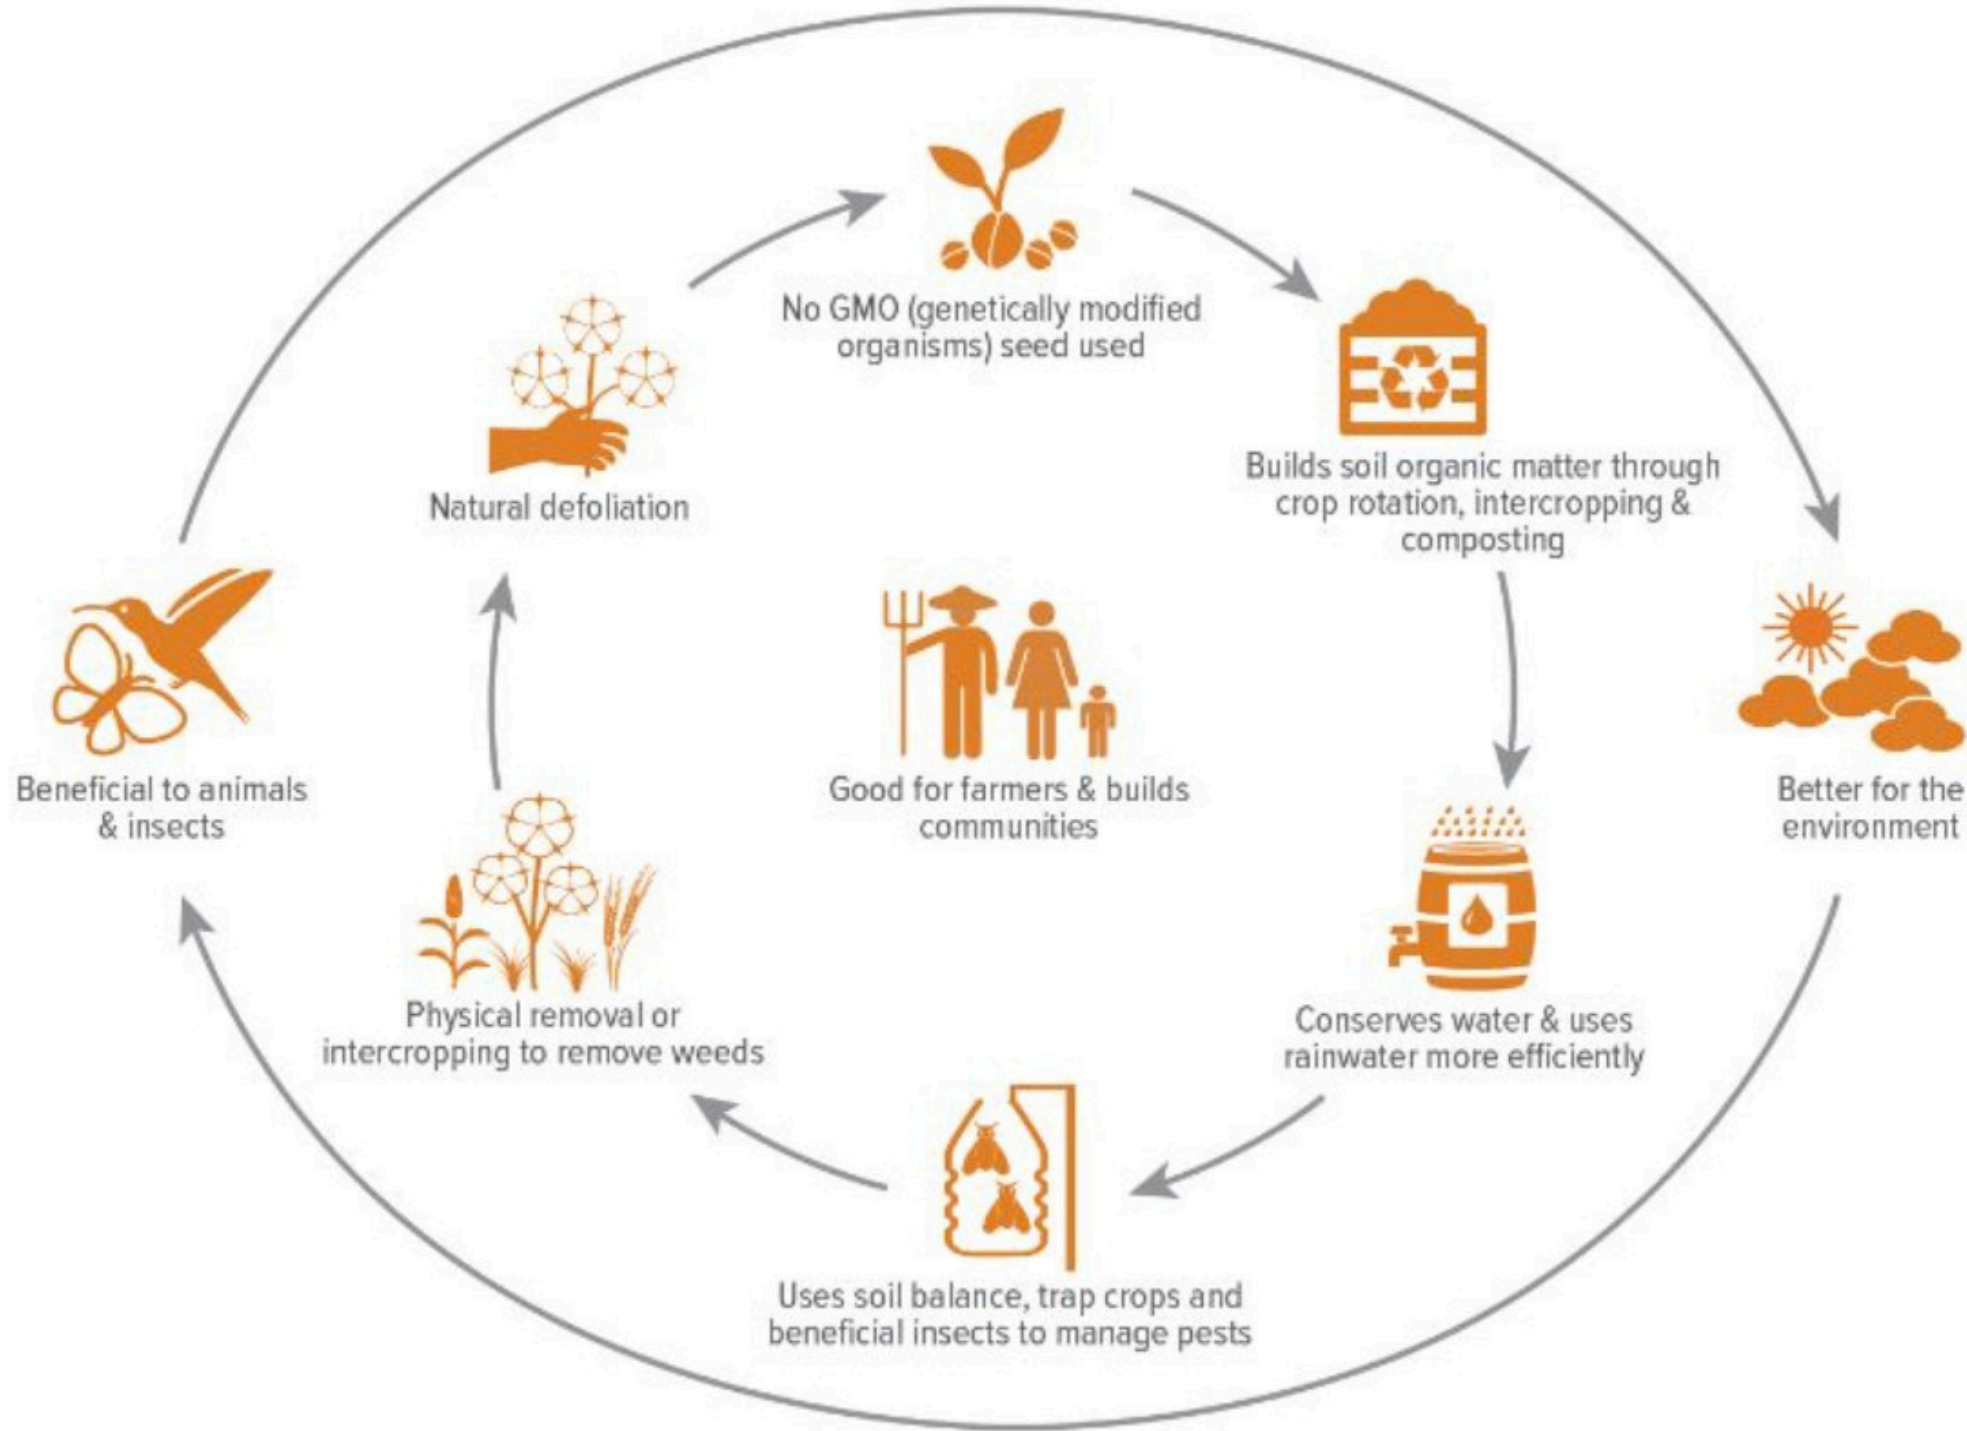 No GMO (genetically modified
organisms) seed used
Builds soil organic matter through
crop rotation, intercropping &
composting
Natural defoliation
Beneficial to animals
& insects
Good for farmers & builds
communities
Better for the
environment
Physical removal or
intercropping to remove weeds
Conserves water & uses
rainwater more efficiently
Uses soil balance, trap crops and
beneficial insects to manage pests